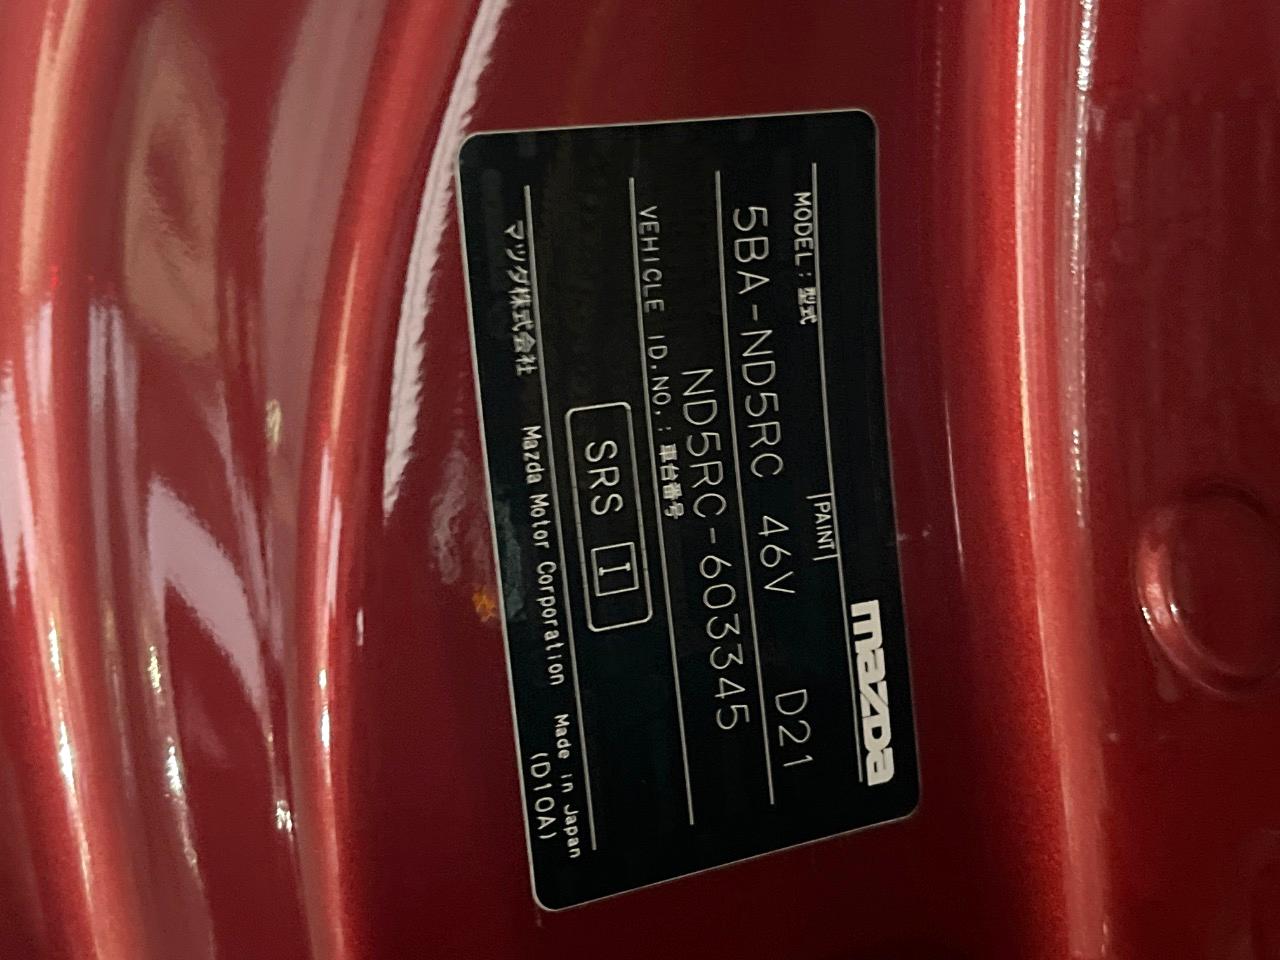 mazda
MODEL:型式 PAINT
5BA-ND5RC 46V D21
VEHICLE ID.NO.:車台番号
ND5RC-603345
SRS I
マツダ株式会社 Mazda Motor Corporation Made in Japan
(D10A)